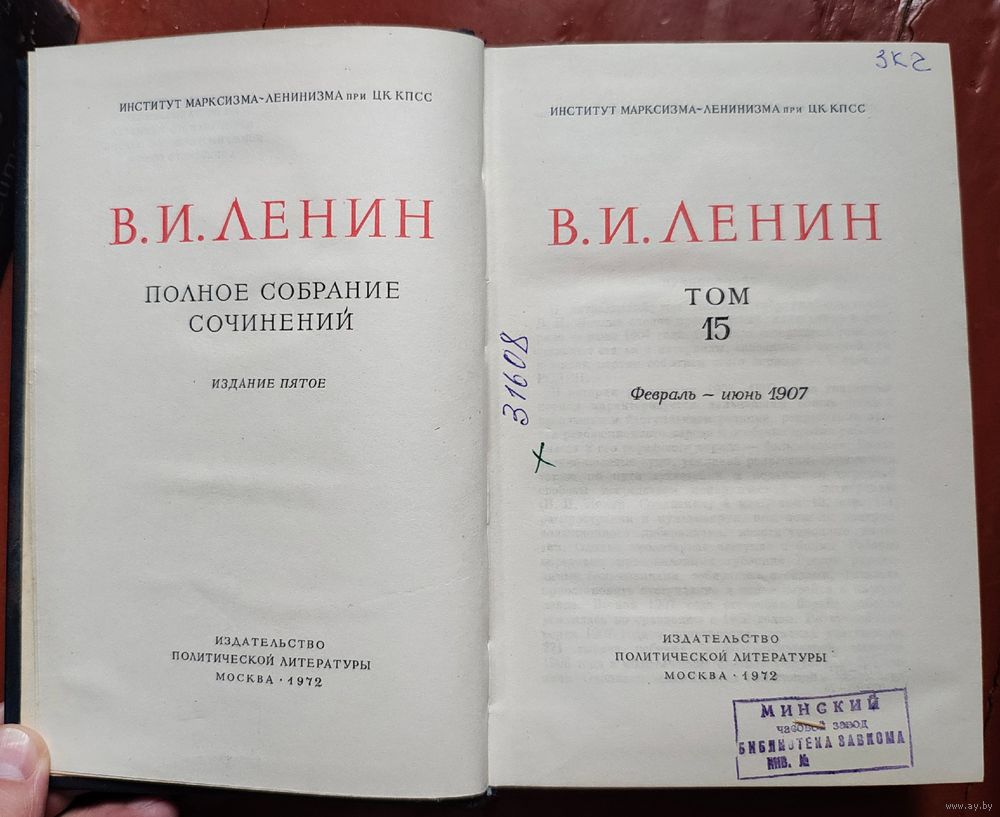 ИНСТИТУТ МАРКСИЗМА~ЛЕНИНИЗМА ПРИ ЦК КПСС
В. И. ЛЕНИН
ПОЛНОЕ СОБРАНИЕ
СОЧИНЕНИЙ
ИЗДАНИЕ ПЯТОЕ
ИЗДАТЕЛЬСТВО
ПОЛИТИЧЕСКОЙ ЛИТЕРАТУРЫ
МОСКВА · 1972
ЗК2
ИНСТИТУТ МАРКСИЗМА~ЛЕНИНИЗМА ПРИ ЦК КПСС
В. И. ЛЕНИН
ТОМ
15
31608
Февраль ~ июнь 1907
ИЗДАТЕЛЬСТВО
ПОЛИТИЧЕСКОЙ ЛИТЕРАТУРЫ
МОСКВА · 1972
МИНСКИЙ
часовой завод
БИБЛИОТЕКА ЗАВКОМА
ИНВ. №
www.ay.by